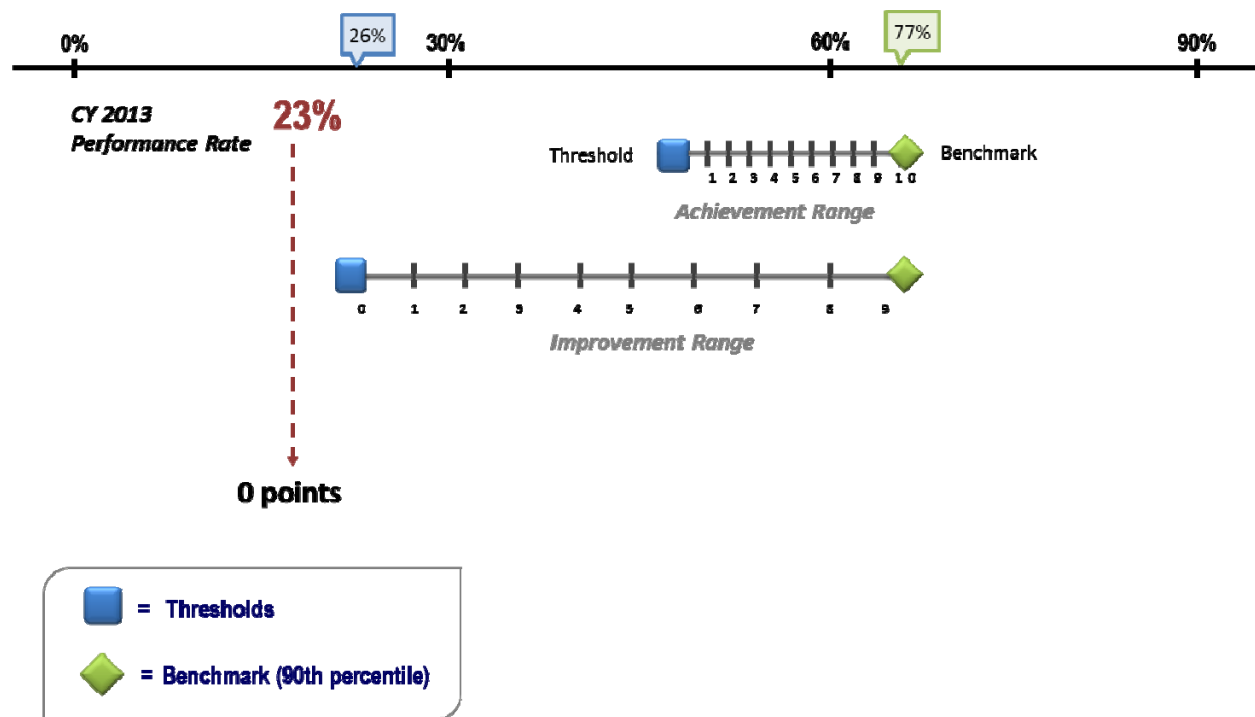 26%
77%
0%
30%
60%
90%
CY 2013
Performance Rate
23%
Threshold
Benchmark
1 2 3 4 5 6 7 8 9 10
Achievement Range
0 1 2 3 4 5 6 7 8 9
Improvement Range
0 points
= Thresholds
= Benchmark (90th percentile)